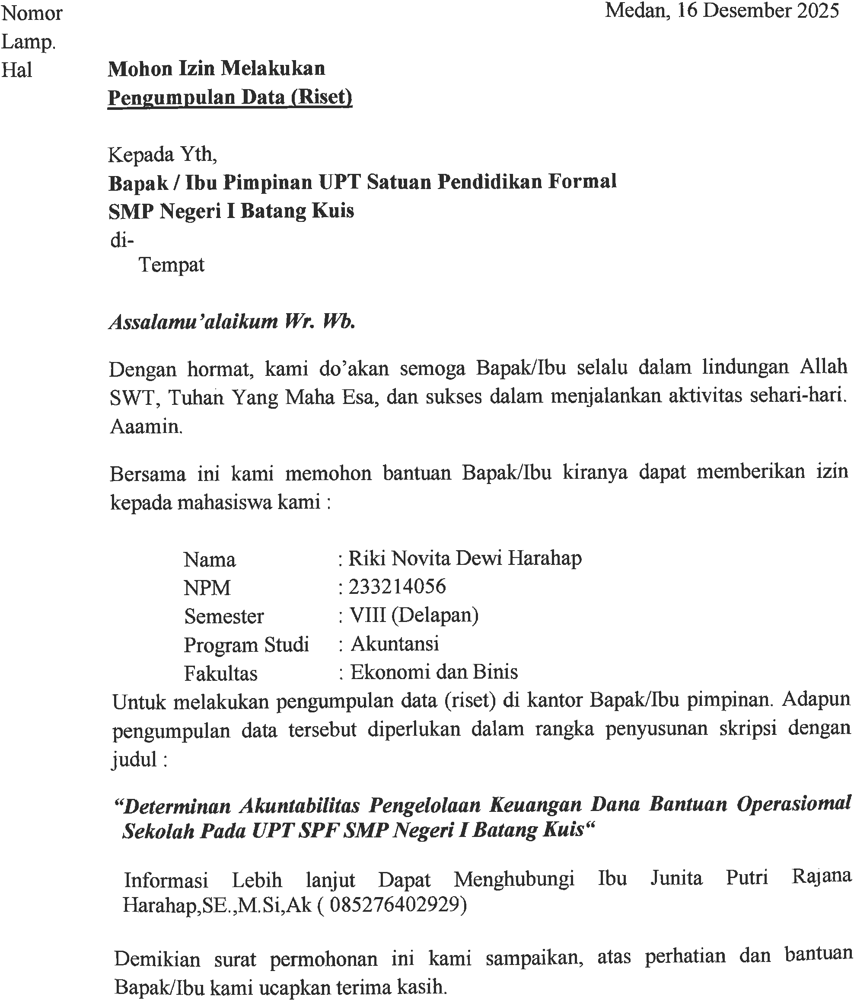 Nomor Medan, 16 Desember 2025
Lamp.
Hal Mohon Izin Melakukan
Pengumpulan Data (Riset)
Kepada Yth,
Bapak / Ibu Pimpinan UPT Satuan Pendidikan Formal
SMP Negeri I Batang Kuis
di-
Tempat
Assalamu’alaikum Wr. Wb.
Dengan hormat, kami do’akan semoga Bapak/Ibu selalu dalam lindungan Allah
SWT, Tuhan Yang Maha Esa, dan sukses dalam menjalankan aktivitas sehari-hari.
Aaamin.
Bersama ini kami memohon bantuan Bapak/Ibu kiranya dapat memberikan izin
kepada mahasiswa kami :
Nama : Riki Novita Dewi Harahap
NPM : 233214056
Semester : VIII (Delapan)
Program Studi : Akuntansi
Fakultas : Ekonomi dan Binis
Untuk melakukan pengumpulan data (riset) di kantor Bapak/Ibu pimpinan. Adapun
pengumpulan data tersebut diperlukan dalam rangka penyusunan skripsi dengan
judul :
“Determinan Akuntabilitas Pengelolaan Keuangan Dana Bantuan Operasiomal
Sekolah Pada UPT SPF SMP Negeri I Batang Kuis“
Informasi Lebih lanjut Dapat Menghubungi Ibu Junita Putri Rajana
Harahap,SE.,M.Si,Ak ( 085276402929)
Demikian surat permohonan ini kami sampaikan, atas perhatian dan bantuan
Bapak/Ibu kami ucapkan terima kasih.